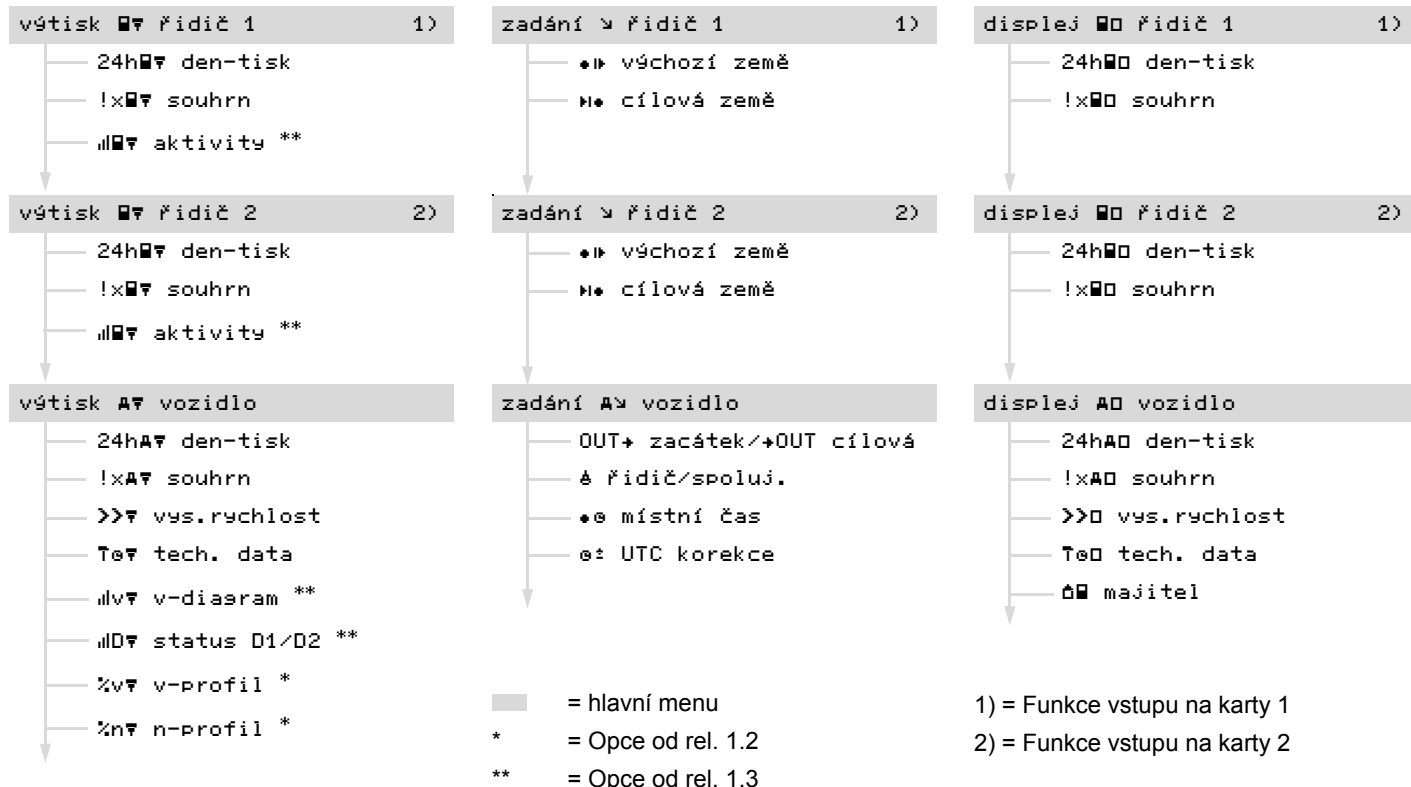 výtisk řidič 1 1)
24h den-tisk
!x souhrn
aktivity **
výtisk řidič 2 2)
24h den-tisk
!x souhrn
aktivity **
výtisk A▼ vozidlo
24hA▼ den-tisk
!xA▼ souhrn
>>▼ vys.rychlost
T▼ tech. data
v▼ v-diagram **
D▼ status D1/D2 **
%v▼ v-profil *
%n▼ n-profil *
zadání řidič 1 1)
výchozí země
cílová země
zadání řidič 2 2)
výchozí země
cílová země
zadání A vozidlo
OUT→ zacátek/→OUT cílová
řidič/spoluj.
místní čas
UTC korekce
displej řidič 1 1)
24h den-tisk
!x souhrn
displej řidič 2 2)
24h den-tisk
!x souhrn
displej A□ vozidlo
24hA□ den-tisk
!xA□ souhrn
>>□ vys.rychlost
T□ tech. data
majitel
= hlavní menu
* = Opce od rel. 1.2
** = Opce od rel. 1.3
1) = Funkce vstupu na karty 1
2) = Funkce vstupu na karty 2